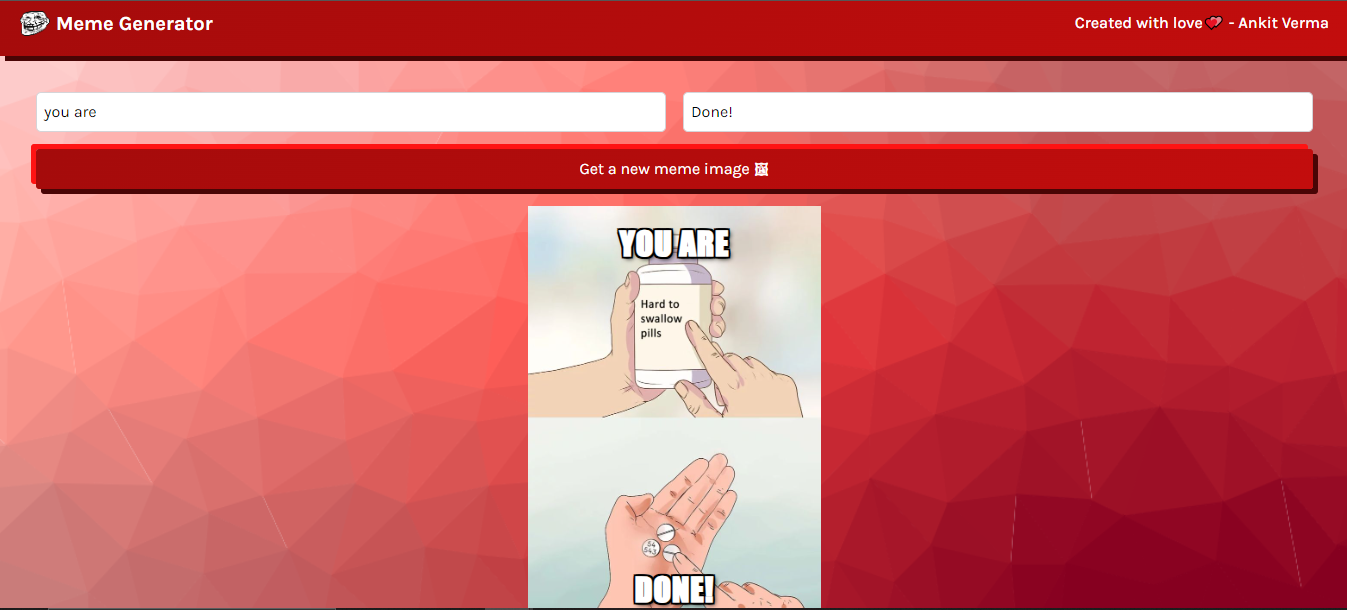 Meme Generator
Created with love💕 - Ankit Verma
you are
Done!
Get a new meme image 🖼
YOU ARE
Hard to
swallow
pills
DONE!